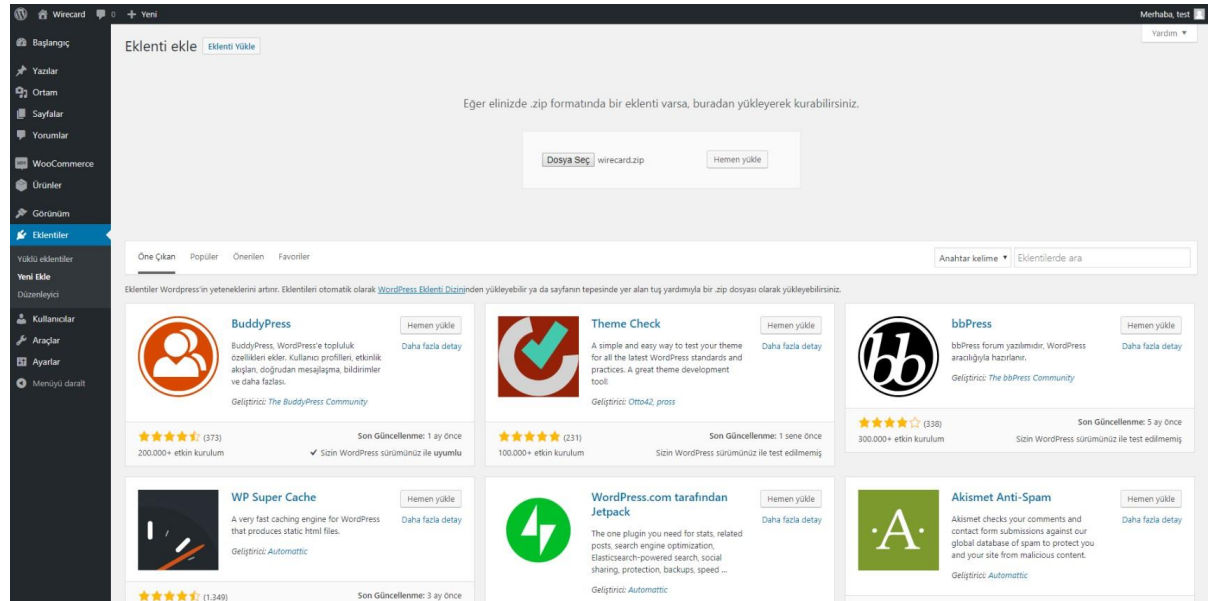 Wirecard 0 + Yeni Merhaba, test
Yardım ▼
Başlangıç
Yazılar
Ortam
Sayfalar
Yorumlar
WooCommerce
Ürünler
Görünüm
Eklentiler
Yüklü eklentiler
Yeni Ekle
Düzenleyici
Kullanıcılar
Araçlar
Ayarlar
Menüyü daralt
Eklenti ekle Eklenti Yükle
Eğer elinizde .zip formatında bir eklenti varsa, buradan yükleyerek kurabilirsiniz.
Dosya Seç wirecard.zip Hemen yükle
Öne Çıkan Popüler Önerilen Favoriler Anahtar kelime ▼ Eklentilerde ara
Eklentiler Wordpress'in yeteneklerini artırır. Eklentileri otomatik olarak WordPress Eklenti Dizininden yükleyebilir ya da sayfanın tepesinde yer alan tuş yardımıyla bir .zip dosyası olarak yükleyebilirsiniz.
BuddyPress
Hemen yükle
BuddyPress, WordPress'e topluluk
Daha fazla detay
özellikleri ekler. Kullanıcı profilleri, etkinlik
akışları, doğrudan mesajlaşma, bildirimler
ve daha fazlası.
Geliştirici: The BuddyPress Community
(373) Son Güncellenme: 1 ay önce
200.000+ etkin kurulum ✔ Sizin WordPress sürümünüz ile uyumlu
Theme Check
Hemen yükle
A simple and easy way to test your theme
Daha fazla detay
for all the latest WordPress standards and
practices. A great theme development
tool!
Geliştirici: Otto42, pross
(231) Son Güncellenme: 1 sene önce
100.000+ etkin kurulum Sizin WordPress sürümünüz ile test edilmemiş
bb
bbPress
Hemen yükle
bbPress forum yazılımıdır, WordPress
Daha fazla detay
aracılığıyla hazırlanır.
Geliştirici: The bbPress Community
(338) Son Güncellenme: 5 ay önce
300.000+ etkin kurulum Sizin WordPress sürümünüz ile test edilmemiş
WP Super Cache
Hemen yükle
A very fast caching engine for WordPress
Daha fazla detay
that produces static html files.
Geliştirici: Automattic
(1.349) Son Güncellenme: 3 ay önce
WordPress.com tarafından
Hemen yükle
Jetpack
Daha fazla detay
The one plugin you need for stats, related
posts, search engine optimization,
Elasticsearch-powered search, social
sharing, protection, backups, speed ...
Geliştirici: Automattic
·A·
Akismet Anti-Spam
Hemen yükle
Akismet checks your comments and
Daha fazla detay
contact form submissions against our
global database of spam to protect you
and your site from malicious content.
Geliştirici: Automattic